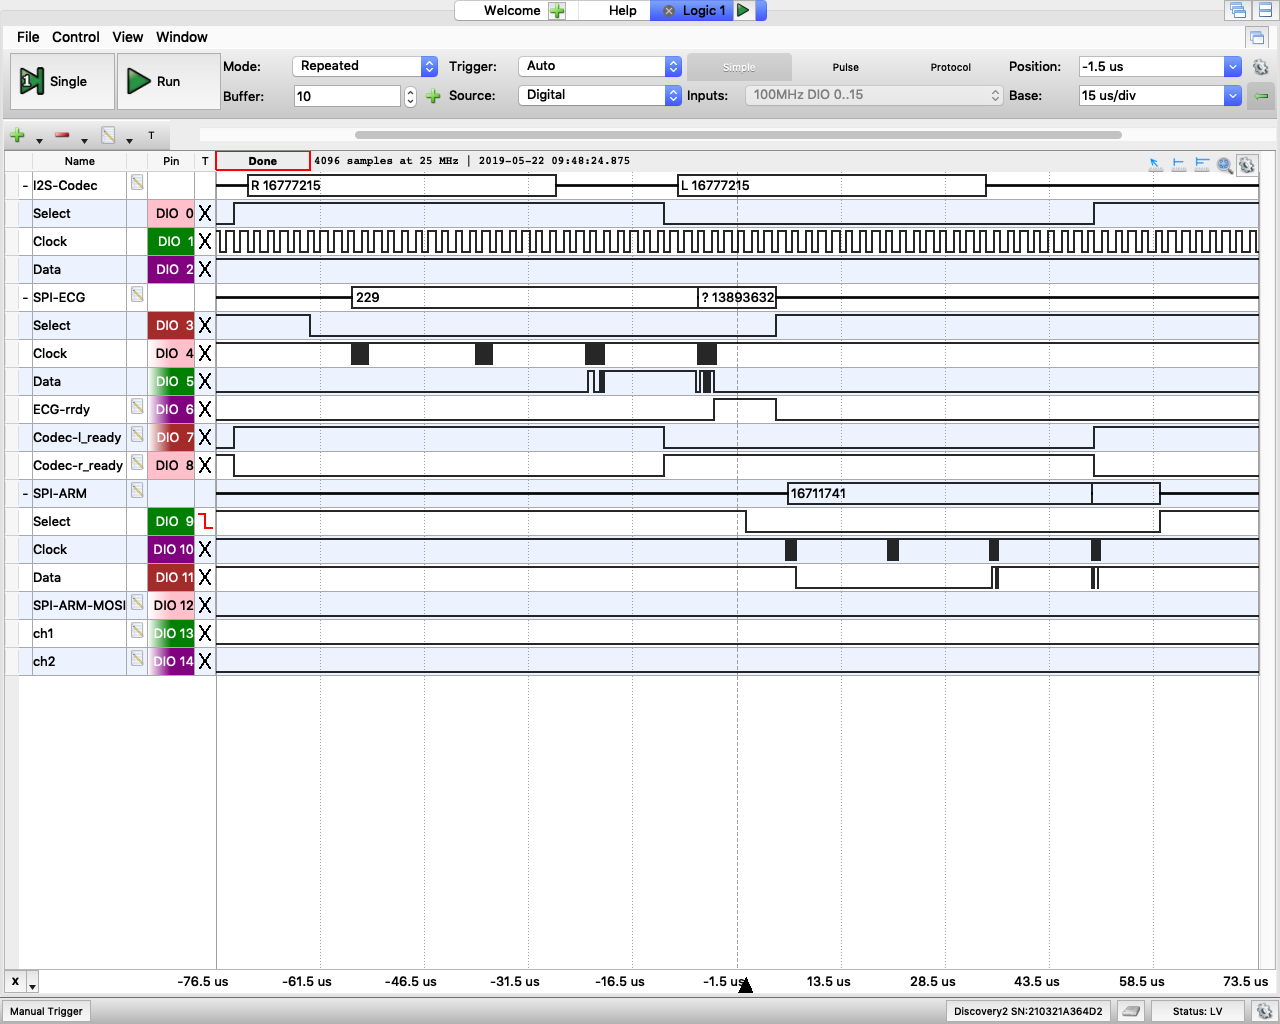 Welcome Help Logic 1
File Control View Window
Single Run Mode: Repeated Trigger: Auto Simple Pulse Protocol Position: -1.5 us
Buffer: 10 Source: Digital Inputs: 100MHz DIO 0..15 Base: 15 us/div
T
Name Pin T Done 4096 samples at 25 MHz | 2019-05-22 09:48:24.875
- I2S-Codec R 16777215 L 16777215
Select DIO 0 X
Clock DIO 1 X
Data DIO 2 X
- SPI-ECG 229 ? 13893632
Select DIO 3 X
Clock DIO 4 X
Data DIO 5 X
ECG-rrdy DIO 6 X
Codec-l_ready DIO 7 X
Codec-r_ready DIO 8 X
- SPI-ARM 16711741
Select DIO 9
Clock DIO 10 X
Data DIO 11 X
SPI-ARM-MOSI DIO 12 X
ch1 DIO 13 X
ch2 DIO 14 X
X -76.5 us -61.5 us -46.5 us -31.5 us -16.5 us -1.5 us 13.5 us 28.5 us 43.5 us 58.5 us 73.5 us
Manual Trigger Discovery2 SN:210321A364D2 Status: LV